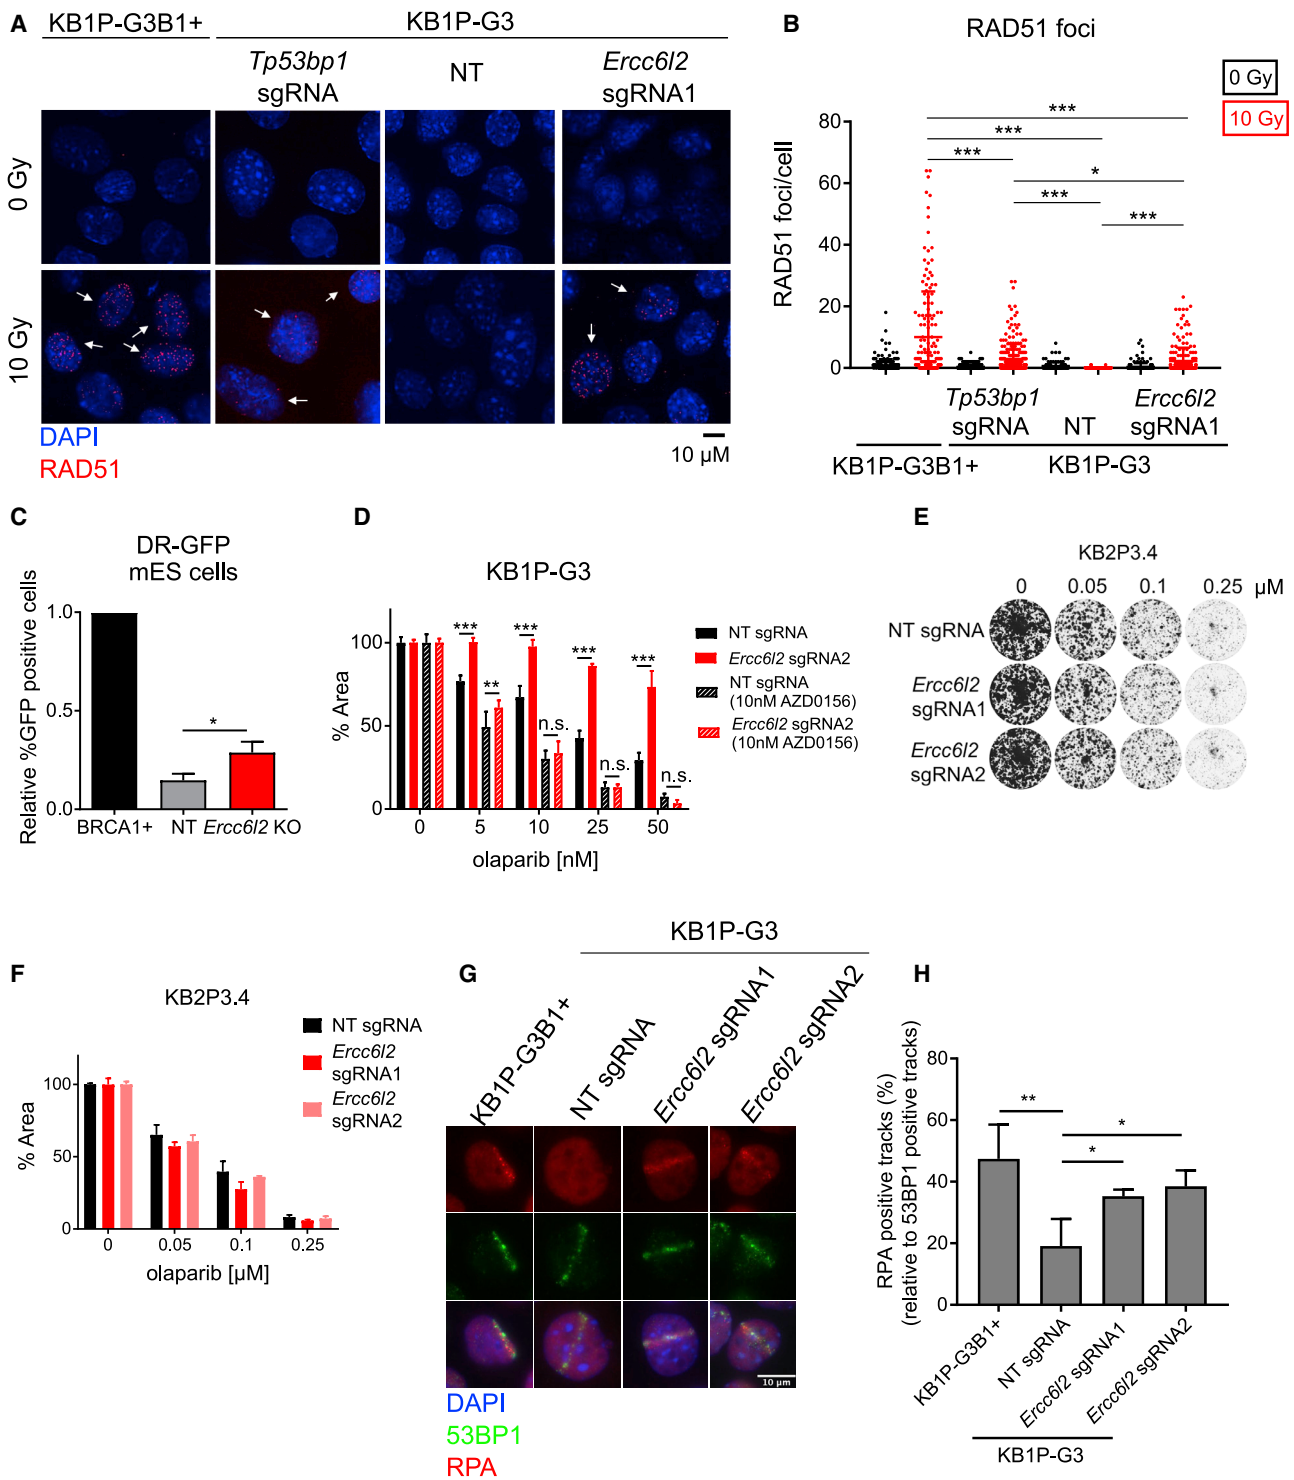 A
KB1P-G3B1+
KB1P-G3
Tp53bp1
sgRNA
NT
Ercc6l2
sgRNA1
0 Gy
10 Gy
DAPI
RAD51
10 µM
B
RAD51 foci
0 Gy
10 Gy
RAD51 foci/cell
80
60
40
20
0
***
***
***
*
***
***
Tp53bp1
sgRNA
NT
Ercc6l2
sgRNA1
KB1P-G3B1+
KB1P-G3
C
DR-GFP
mES cells
Relative %GFP positive cells
1.0
0.5
0.0
*
BRCA1+
NT
Ercc6l2 KO
D
KB1P-G3
% Area
100
50
0
***
**
***
n.s.
***
n.s.
***
n.s.
0
5
10
25
50
olaparib [nM]
NT sgRNA
Ercc6l2 sgRNA2
NT sgRNA
(10nM AZD0156)
Ercc6l2 sgRNA2
(10nM AZD0156)
E
KB2P3.4
0
0.05
0.1
0.25
µM
NT sgRNA
Ercc6l2
sgRNA1
Ercc6l2
sgRNA2
F
KB2P3.4
% Area
100
50
0
0
0.05
0.1
0.25
olaparib [µM]
NT sgRNA
Ercc6l2
sgRNA1
Ercc6l2
sgRNA2
G
KB1P-G3
KB1P-G3B1+
NT sgRNA
Ercc6l2 sgRNA1
Ercc6l2 sgRNA2
10 µm
DAPI
53BP1
RPA
H
RPA positive tracks (%)
(relative to 53BP1 positive tracks)
80
60
40
20
0
**
*
*
KB1P-G3B1+
NT sgRNA
Ercc6l2 sgRNA1
Ercc6l2 sgRNA2
KB1P-G3